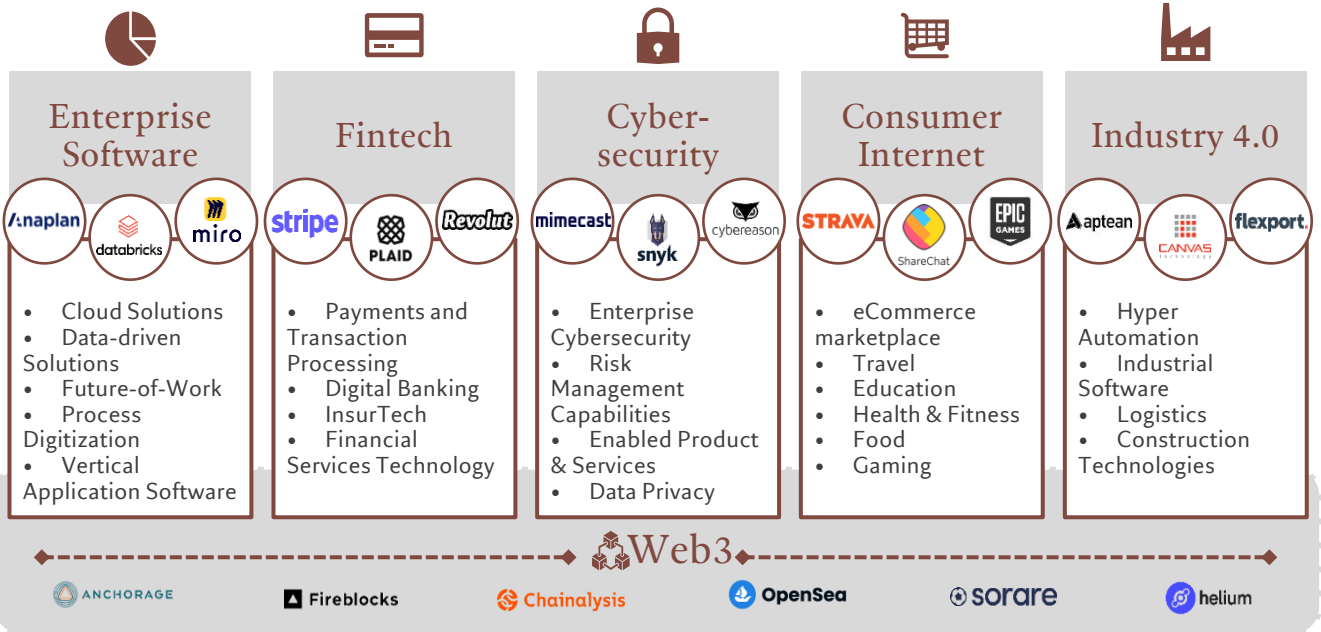 Enterprise
Software
Fintech
Cyber-
security
Consumer
Internet
Industry 4.0
Anaplan
databricks
miro
stripe
PLAID
Revolut
mimecast
snyk
cybereason
STRAVA
ShareChat
EPIC
GAMES
aptean
CANVAS
technology
flexport.
• Cloud Solutions
• Data-driven
Solutions
• Future-of-Work
• Process
Digitization
• Vertical
Application Software
• Payments and
Transaction
Processing
• Digital Banking
• InsurTech
• Financial
Services Technology
• Enterprise
Cybersecurity
• Risk
Management
Capabilities
• Enabled Product
& Services
• Data Privacy
• eCommerce
marketplace
• Travel
• Education
• Health & Fitness
• Food
• Gaming
• Hyper
Automation
• Industrial
Software
• Logistics
• Construction
Technologies
Web3
ANCHORAGE
Fireblocks
Chainalysis
OpenSea
sorare
helium